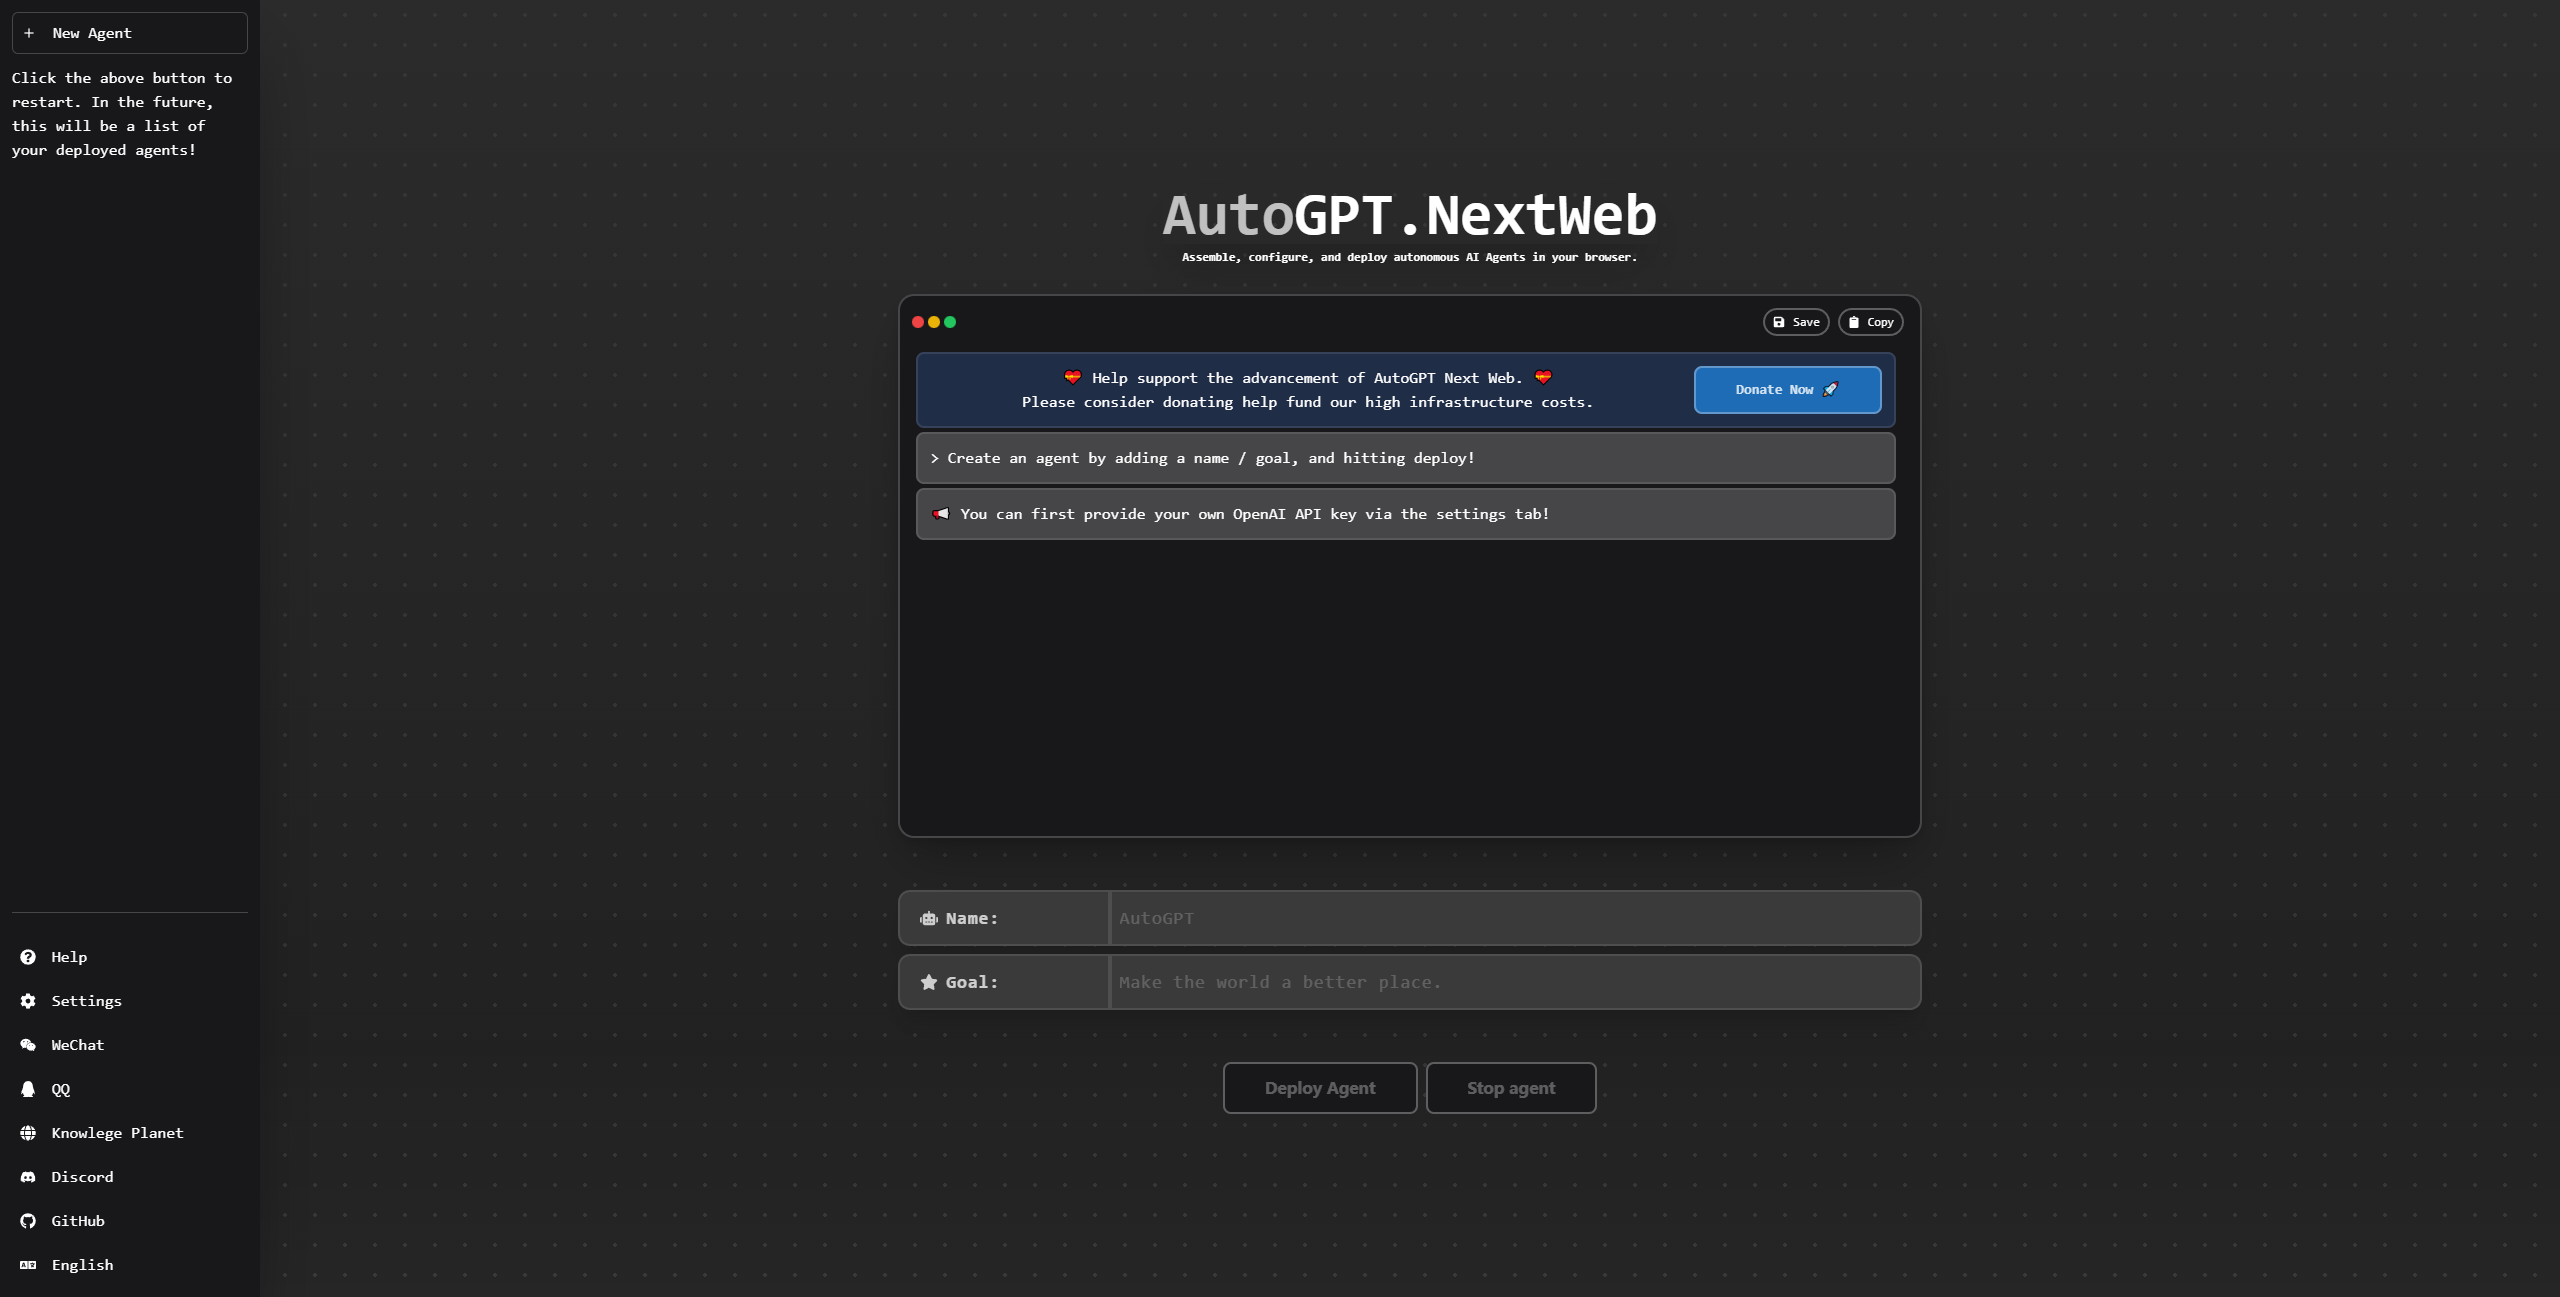 New Agent
Click the above button to
restart. In the future,
this will be a list of
your deployed agents!
Help
Settings
WeChat
QQ
Knowlege Planet
Discord
GitHub
English
AutoGPT.NextWeb
Assemble, configure, and deploy autonomous AI Agents in your browser.
Save
Copy
💝 Help support the advancement of AutoGPT Next Web. 💝
Please consider donating help fund our high infrastructure costs.
Donate Now 🚀
> Create an agent by adding a name / goal, and hitting deploy!
📢 You can first provide your own OpenAI API key via the settings tab!
Name:
AutoGPT
Goal:
Make the world a better place.
Deploy Agent
Stop agent